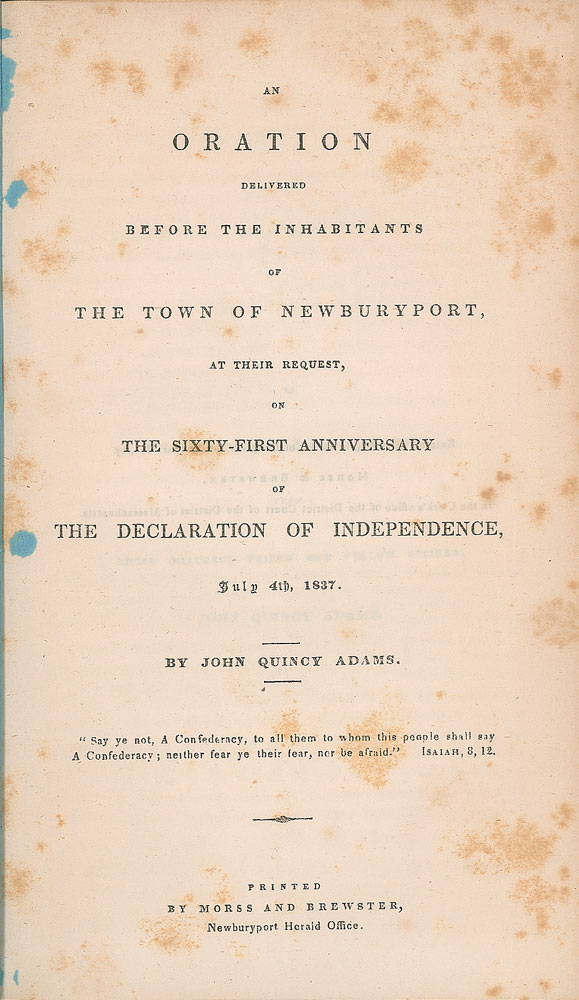 AN
ORATION
DELIVERED
BEFORE THE INHABITANTS
OF
THE TOWN OF NEWBURYPORT,
AT THEIR REQUEST,
ON
THE SIXTY-FIRST ANNIVERSARY
OF
THE DECLARATION OF INDEPENDENCE,
July 4th, 1837.
BY JOHN QUINCY ADAMS.
“Say ye not, A Confederacy, to all them to whom this people shall say
A Confederacy; neither fear ye their fear, nor be afraid.” ISAIAH, 8, 12.
PRINTED
BY MORSS AND BREWSTER,
Newburyport Herald Office.